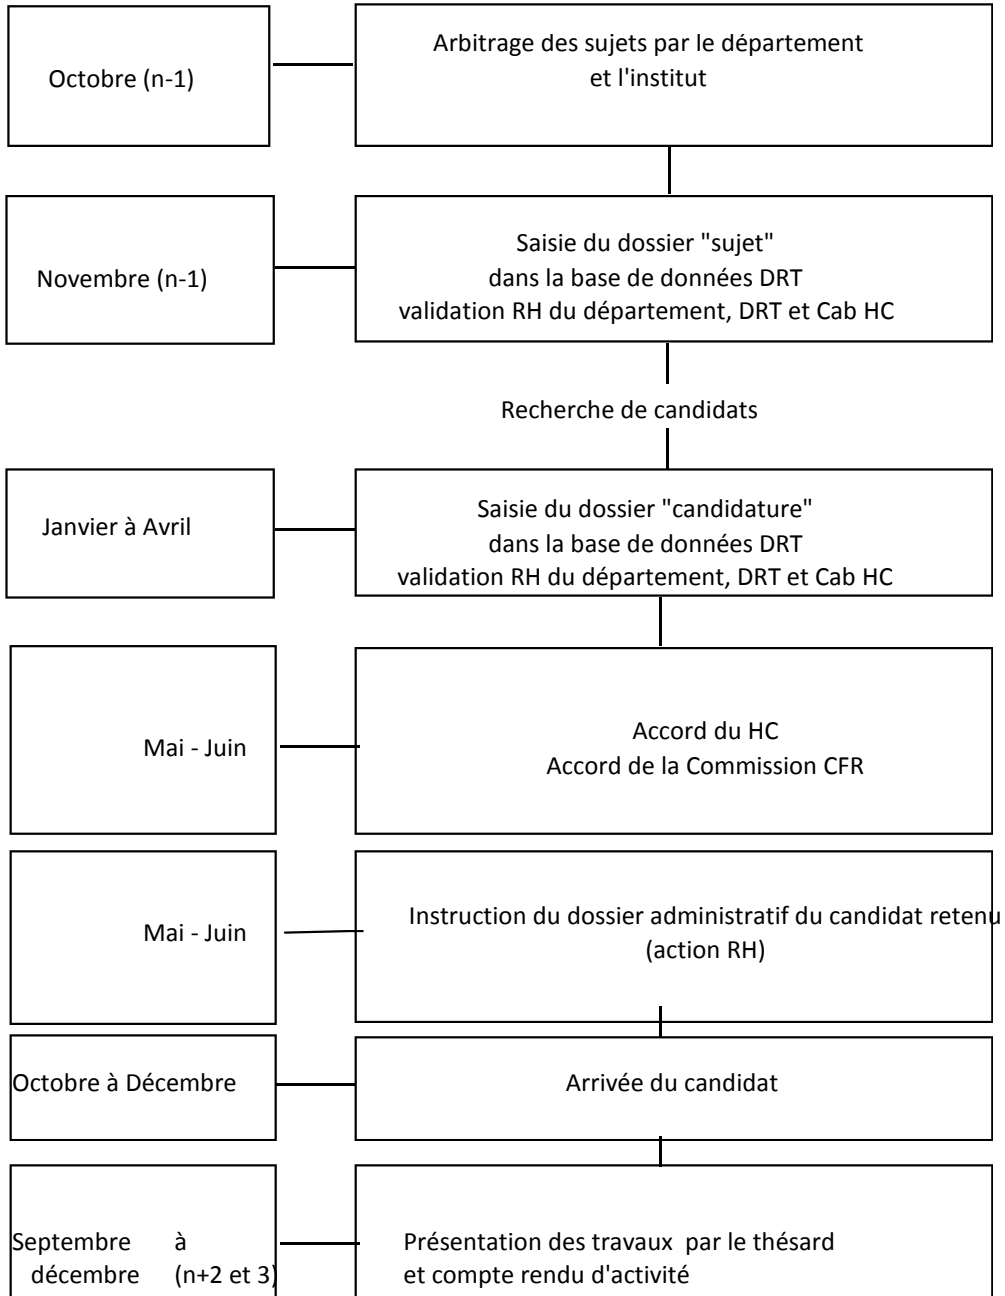 Octobre (n-1)
Arbitrage des sujets par le département
et l'institut
Novembre (n-1)
Saisie du dossier "sujet"
dans la base de données DRT
validation RH du département, DRT et Cab HC
Recherche de candidats
Janvier à Avril
Saisie du dossier "candidature"
dans la base de données DRT
validation RH du département, DRT et Cab HC
Mai - Juin
Accord du HC
Accord de la Commission CFR
Mai - Juin
Instruction du dossier administratif du candidat retenu
(action RH)
Octobre à Décembre
Arrivée du candidat
Septembre à
décembre (n+2 et 3)
Présentation des travaux par le thésard
et compte rendu d'activité